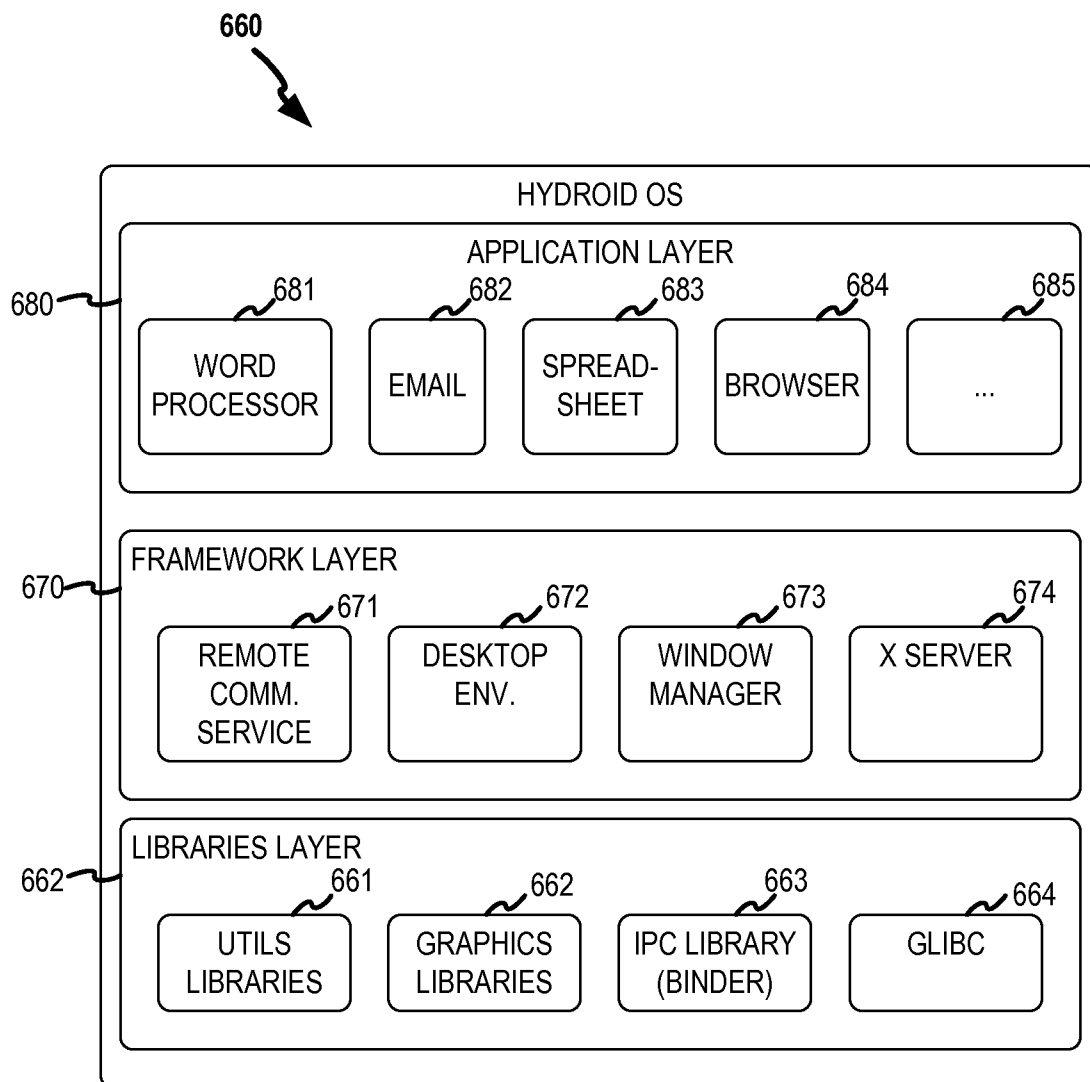 660
HYDROID OS
APPLICATION LAYER
680
681
682
683
684
685
WORD
PROCESSOR
EMAIL
SPREAD-
SHEET
BROWSER
...
FRAMEWORK LAYER
670
671
672
673
674
REMOTE
COMM.
SERVICE
DESKTOP
ENV.
WINDOW
MANAGER
X SERVER
LIBRARIES LAYER
662
661
662
663
664
UTILS
LIBRARIES
GRAPHICS
LIBRARIES
IPC LIBRARY
(BINDER)
GLIBC